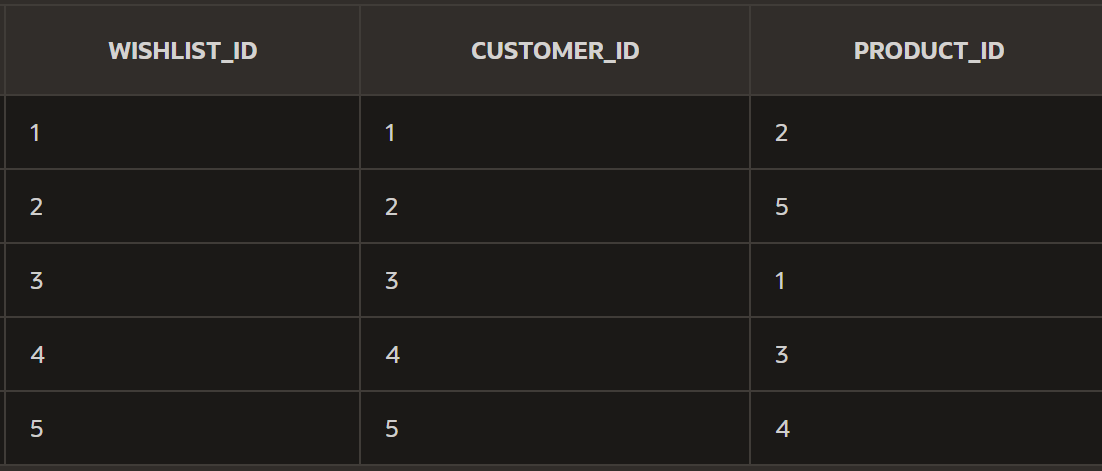 WISHLIST_ID CUSTOMER_ID PRODUCT_ID
1 1 2
2 2 5
3 3 1
4 4 3
5 5 4